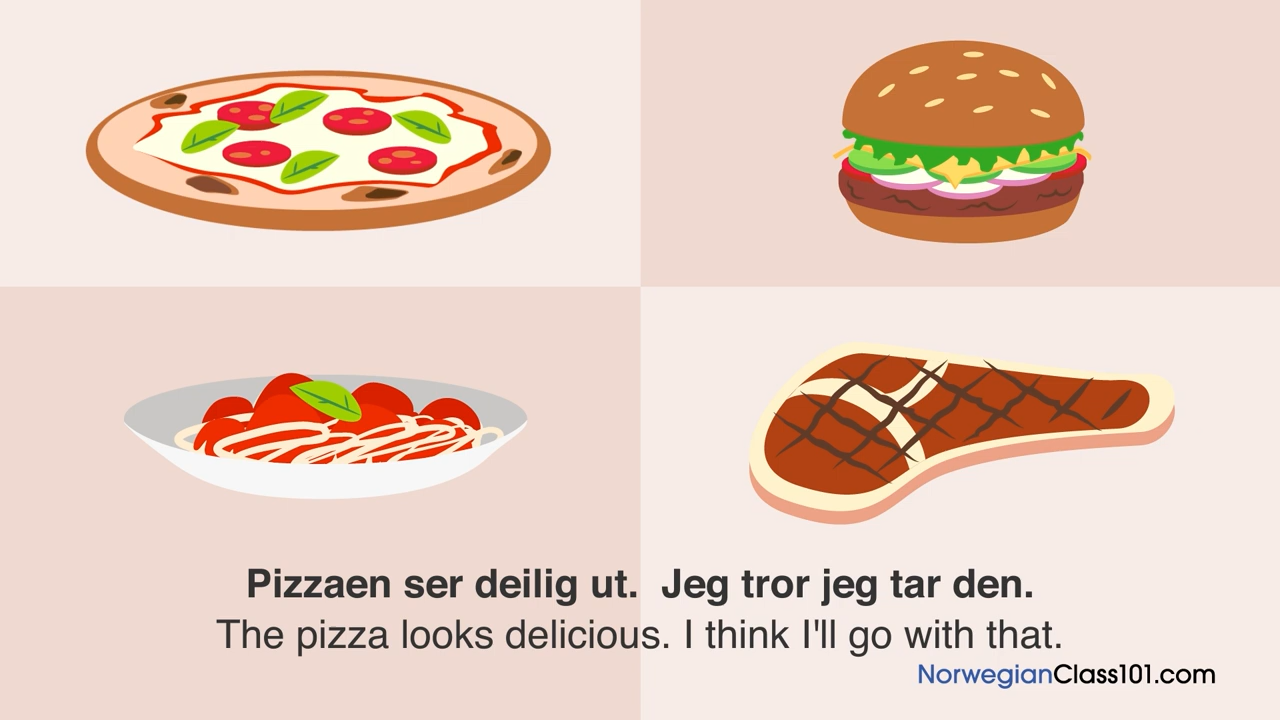 Pizzaen ser deilig ut. Jeg tror jeg tar den.
The pizza looks delicious. I think I'll go with that.
NorwegianClass101.com